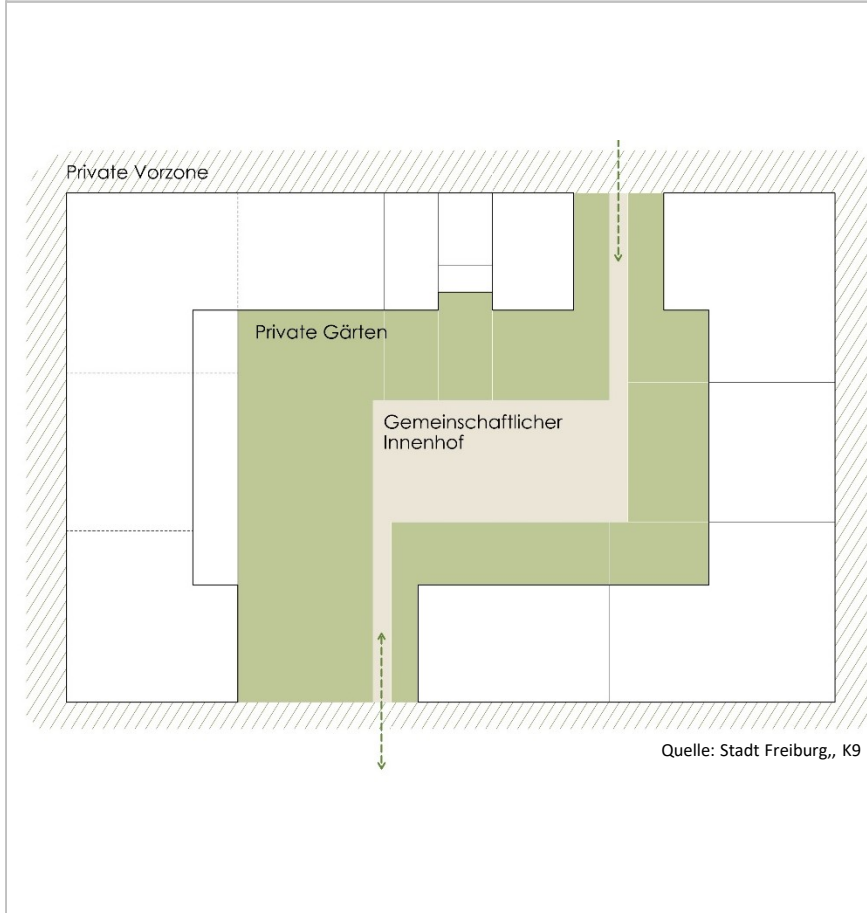 Private Vorzone
Private Gärten
Gemeinschaftlicher
Innenhof
Quelle: Stadt Freiburg,, K9